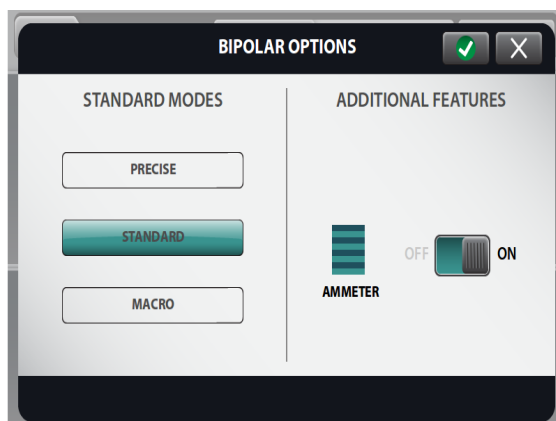 BIPOLAR OPTIONS
STANDARD MODES
PRECISE
STANDARD
MACRO
ADDITIONAL FEATURES
OFF ON
AMMETER